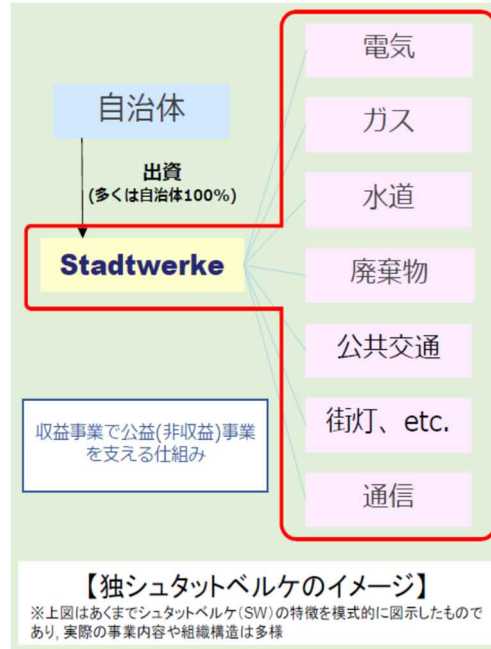 電気
自治体
ガス
出資
(多くは自治体100%)
水道
Stadtwerke
廃棄物
公共交通
収益事業で公益(非収益)事業
を支える仕組み
街灯、etc.
通信
【独シュタットベルケのイメージ】
※上図はあくまでシュタットベルケ(SW)の特徴を模式的に図示したもので
あり, 実際の事業内容や組織構造は多様